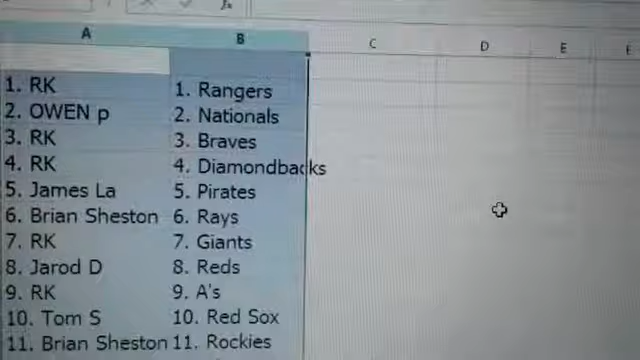 A B C D E F
1. RK 1. Rangers
2. OWEN p 2. Nationals
3. RK 3. Braves
4. RK 4. Diamondbacks
5. James La 5. Pirates
6. Brian Sheston 6. Rays
7. RK 7. Giants
8. Jarod D 8. Reds
9. RK 9. A's
10. Tom S 10. Red Sox
11. Brian Sheston 11. Rockies